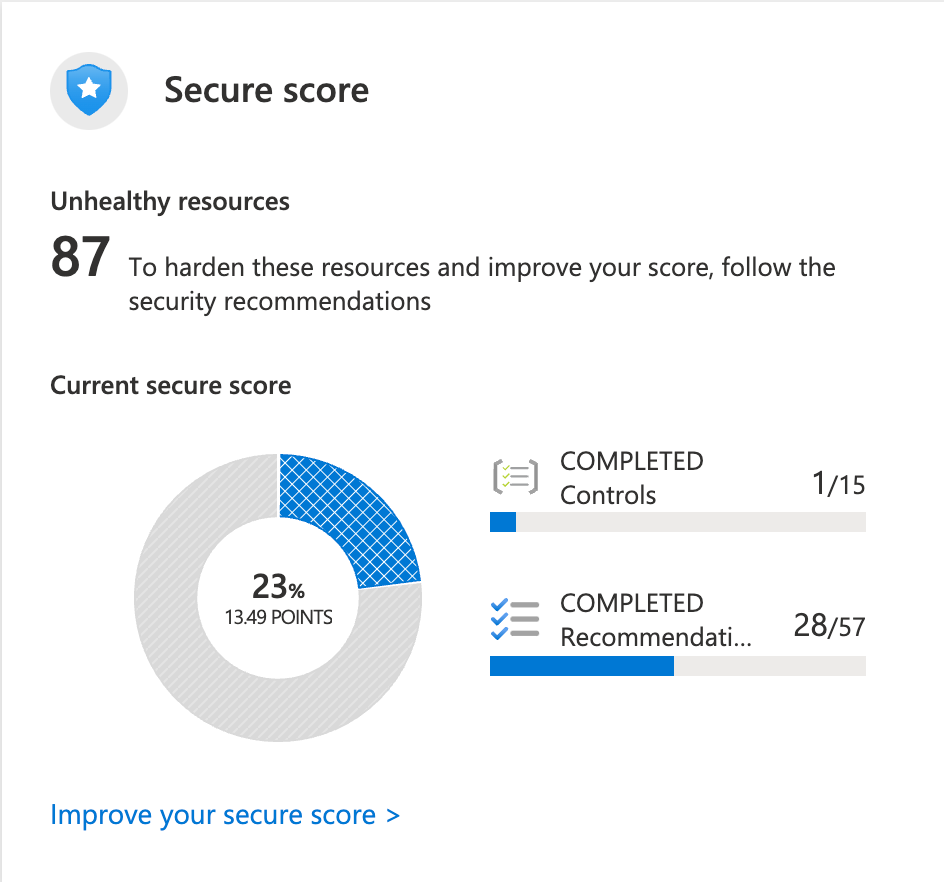 Secure score
Unhealthy resources
87
To harden these resources and improve your score, follow the
security recommendations
Current secure score
23%
13.49 POINTS
COMPLETED
Controls
1/15
COMPLETED
Recommendati...
28/57
Improve your secure score >